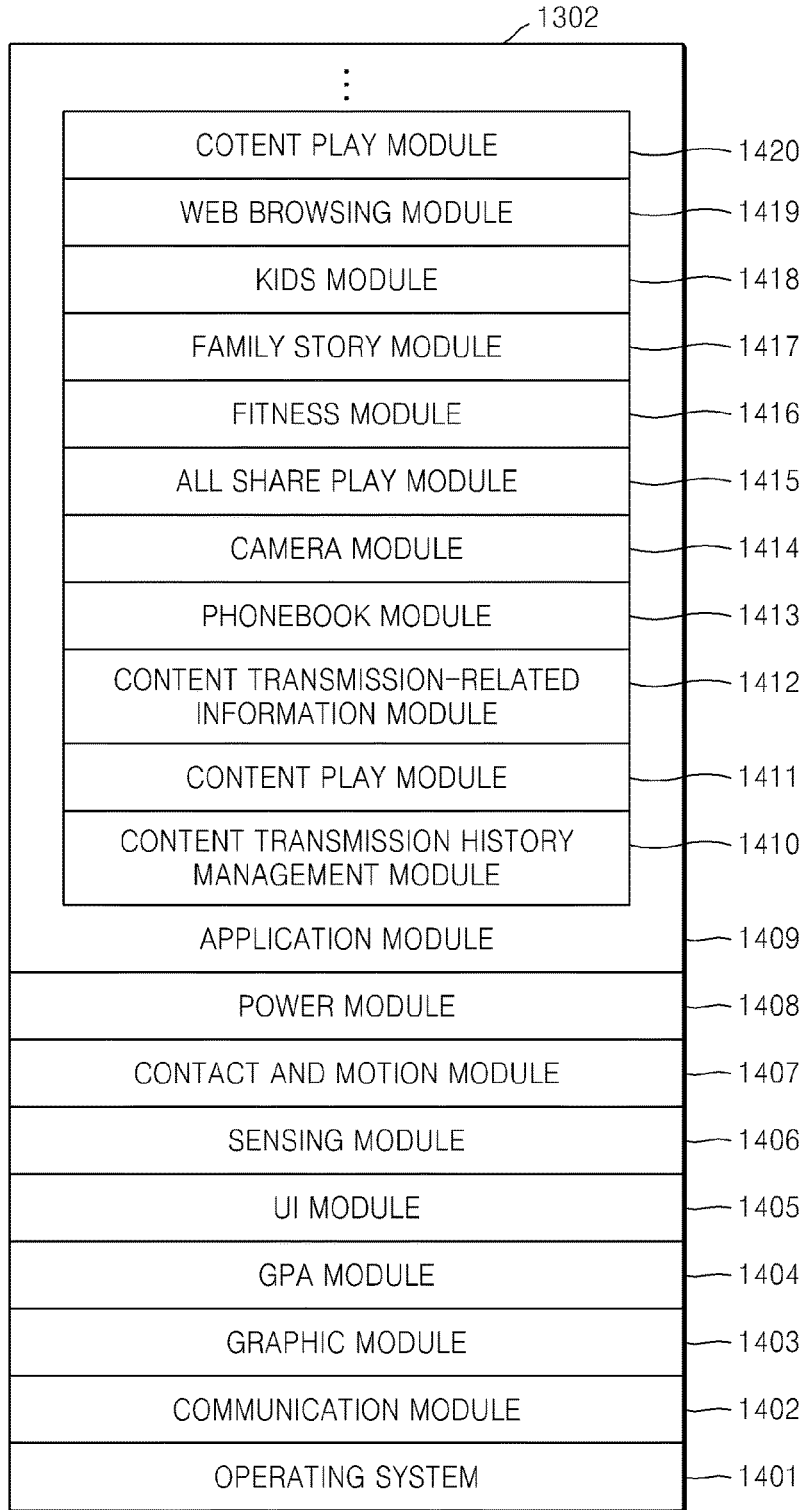 1302
⋮
COTENT PLAY MODULE 1420
WEB BROWSING MODULE 1419
KIDS MODULE 1418
FAMILY STORY MODULE 1417
FITNESS MODULE 1416
ALL SHARE PLAY MODULE 1415
CAMERA MODULE 1414
PHONEBOOK MODULE 1413
CONTENT TRANSMISSION-RELATED 1412
INFORMATION MODULE
CONTENT PLAY MODULE 1411
CONTENT TRANSMISSION HISTORY 1410
MANAGEMENT MODULE
APPLICATION MODULE 1409
POWER MODULE 1408
CONTACT AND MOTION MODULE 1407
SENSING MODULE 1406
UI MODULE 1405
GPA MODULE 1404
GRAPHIC MODULE 1403
COMMUNICATION MODULE 1402
OPERATING SYSTEM 1401